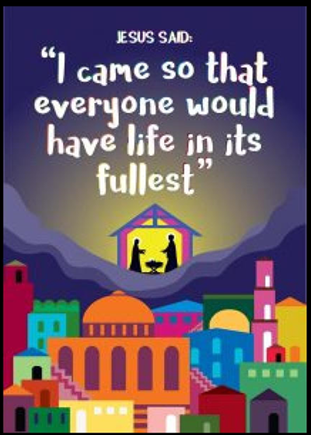 JESUS SAID:
“I came so that
everyone would
have life in its
fullest”